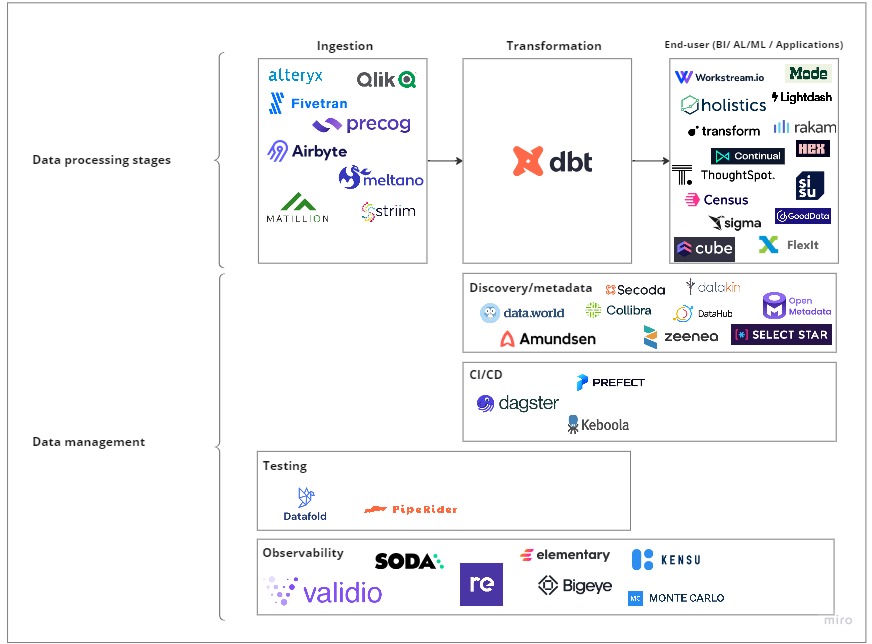 Ingestion
Transformation
End-user (BI/ AL/ML / Applications)
Data processing stages
alteryx
Qlik
Fivetran
precog
Airbyte
meltano
MATILLION
striim
dbt
Workstream.io
Mode
holistics
Lightdash
transform
rakam
Continual
HEX
T.
ThoughtSpot.
sisu
Census
GoodData
sigma
cube
FlexIt
Data management
Discovery/metadata
Secoda
datakin
data.world
Collibra
DataHub
Open
Metadata
Amundsen
zeenea
[*] SELECT STAR
CI/CD
PREFECT
dagster
Keboola
Testing
Datafold
PipeRider
Observability
SODA
elementary
KENSU
validio
re
Bigeye
MC MONTE CARLO
miro